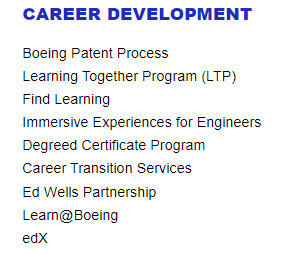 CAREER DEVELOPMENT
Boeing Patent Process
Learning Together Program (LTP)
Find Learning
Immersive Experiences for Engineers
Degreed Certificate Program
Career Transition Services
Ed Wells Partnership
Learn@Boeing
edX